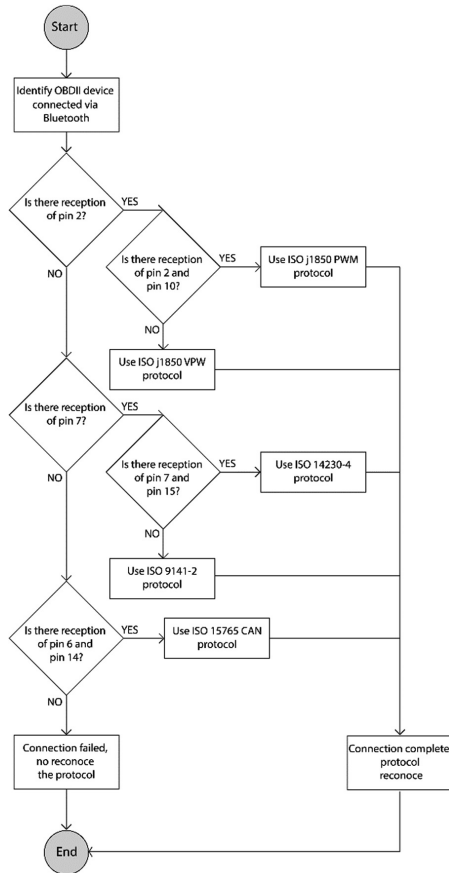 Start
Identify OBDII device
connected via
Bluetooth
Is there reception
of pin 2?
YES
NO
Is there reception
of pin 2 and
pin 10?
YES
Use ISO j1850 PWM
protocol
NO
Use ISO j1850 VPW
protocol
Is there reception
of pin 7?
YES
NO
Is there reception
of pin 7 and
pin 15?
YES
Use ISO 14230-4
protocol
NO
Use ISO 9141-2
protocol
Is there reception
of pin 6 and
pin 14?
YES
Use ISO 15765 CAN
protocol
NO
Connection failed,
no reconoce
the protocol
Connection complete
protocol
reconoce
End